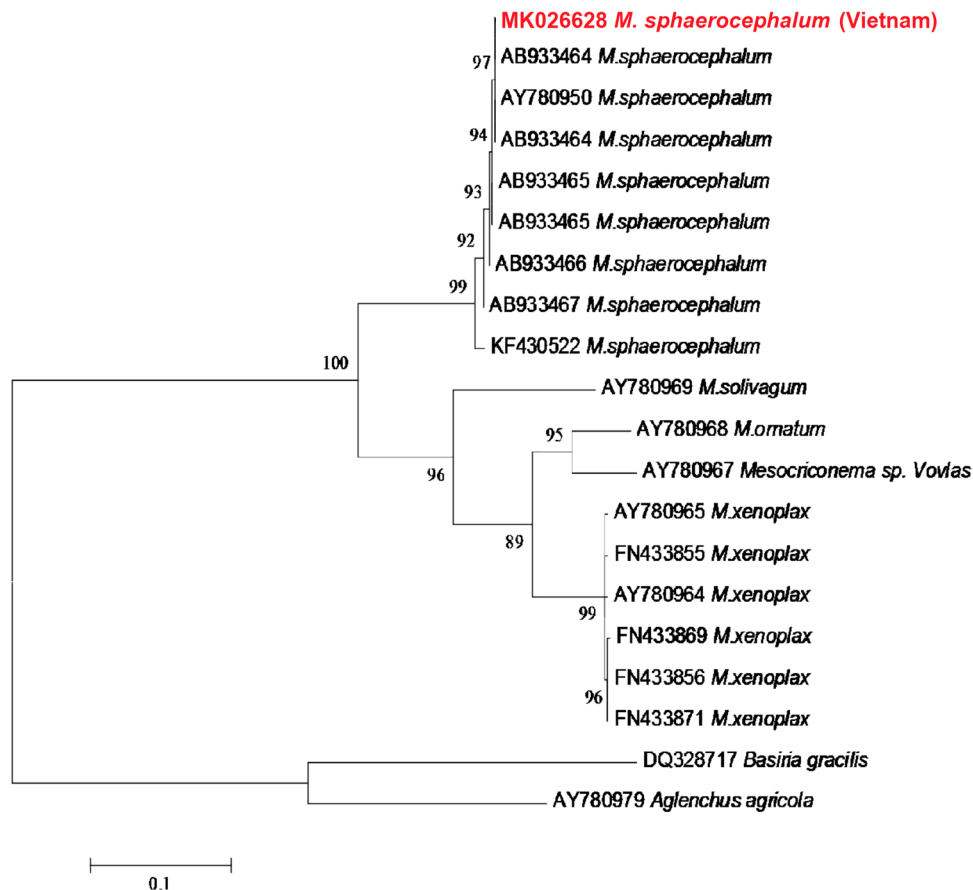 MK026628 M. sphaerocephalum (Vietnam)
97
AB933464 M.sphaerocephalum
AY780950 M.sphaerocephalum
94
AB933464 M.sphaerocephalum
AB933465 M.sphaerocephalum
93
AB933465 M.sphaerocephalum
92
AB933466 M.sphaerocephalum
99
AB933467 M.sphaerocephalum
KF430522 M.sphaerocephalum
100
AY780969 M.solivagum
95
AY780968 M.ornatum
96
AY780967 Mesocriconema sp. Vovlas
AY780965 M.xenoplax
89
FN433855 M.xenoplax
AY780964 M.xenoplax
99
FN433869 M.xenoplax
FN433856 M.xenoplax
96
FN433871 M.xenoplax
DQ328717 Basiria gracilis
AY780979 Aglenchus agricola
0.1